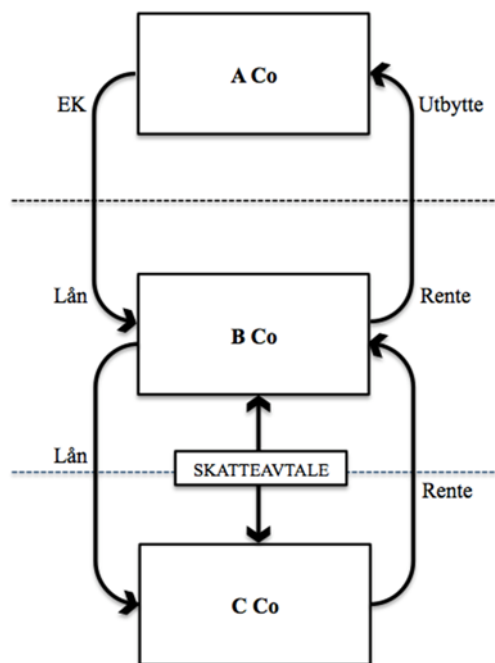 A Co
EK
Utbytte
Lån
Rente
B Co
Lån
SKATTEAVTALE
Rente
C Co